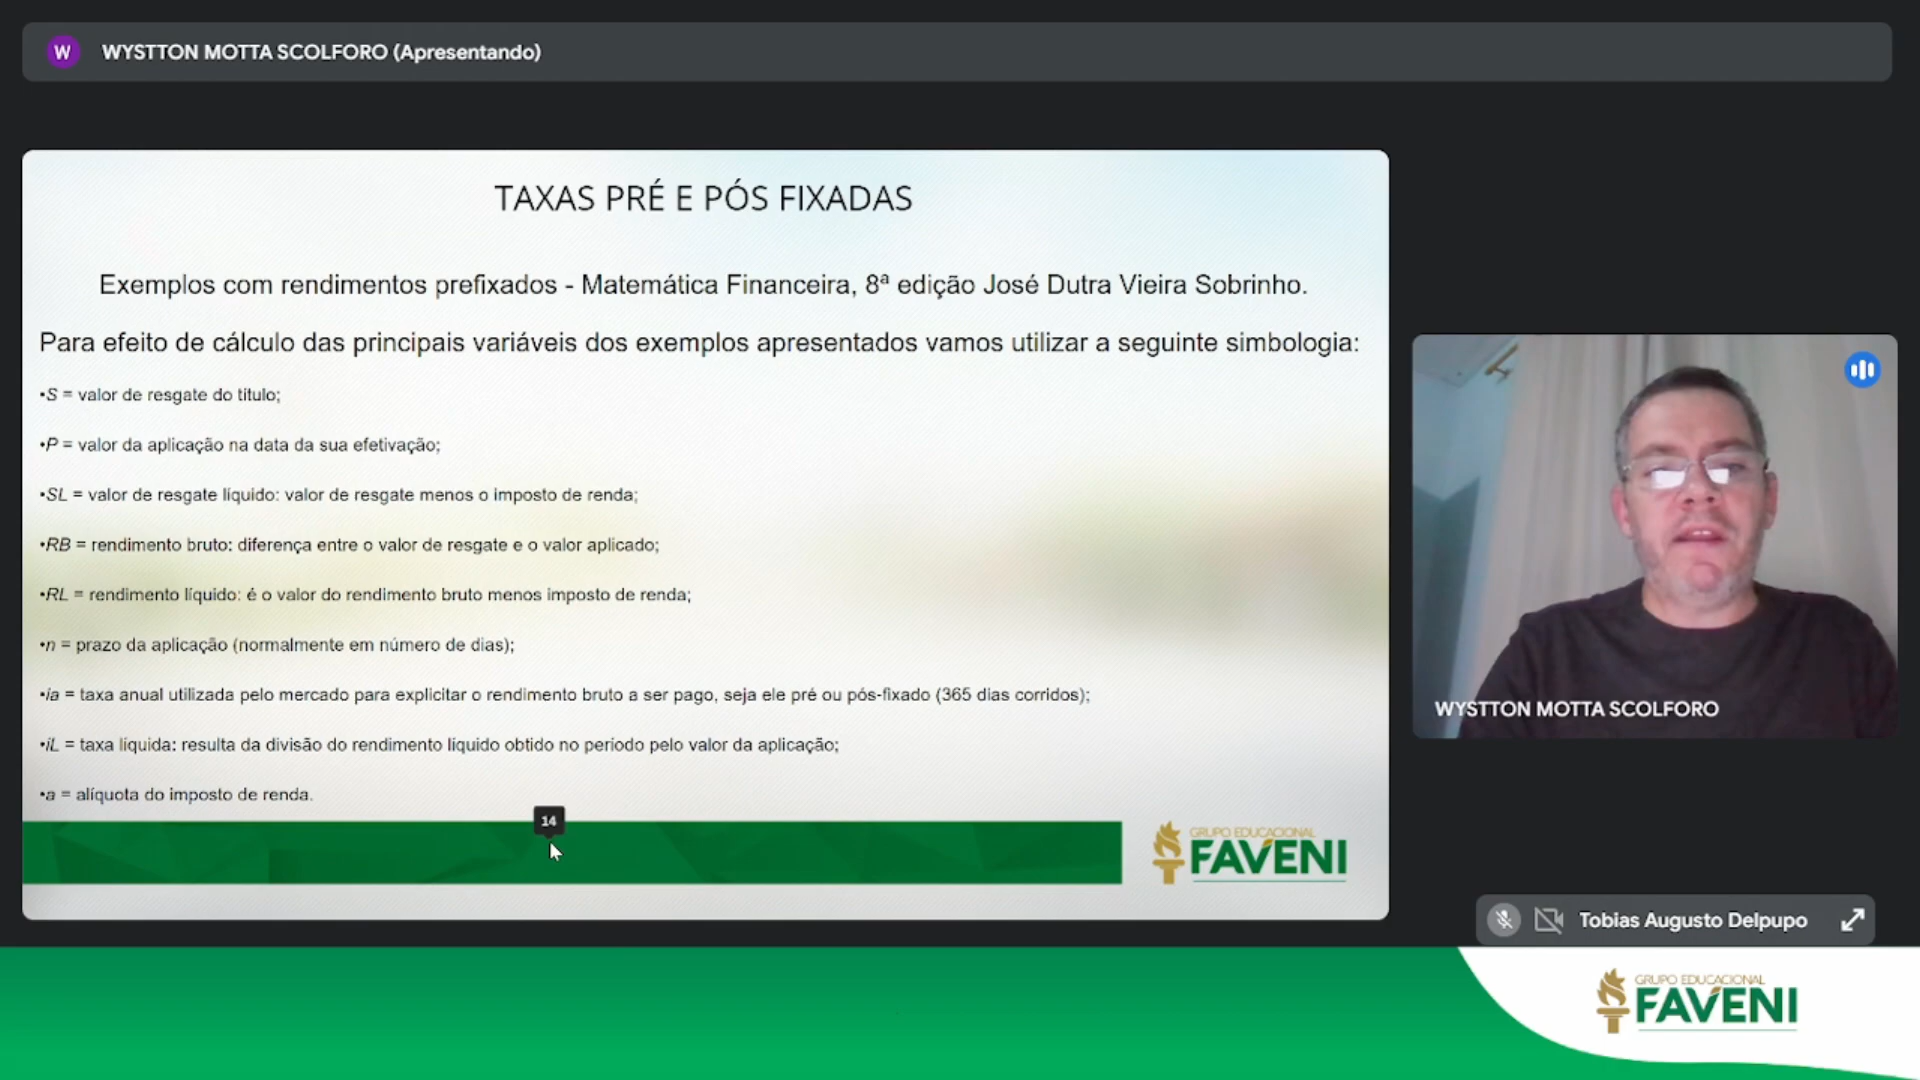 W WYSTTON MOTTA SCOLFORO (Apresentando)
TAXAS PRÉ E PÓS FIXADAS
Exemplos com rendimentos prefixados - Matemática Financeira, 8ª edição José Dutra Vieira Sobrinho.
Para efeito de cálculo das principais variáveis dos exemplos apresentados vamos utilizar a seguinte simbologia:
•S = valor de resgate do título;
•P = valor da aplicação na data da sua efetivação;
•SL = valor de resgate líquido: valor de resgate menos o imposto de renda;
•RB = rendimento bruto: diferença entre o valor de resgate e o valor aplicado;
•RL = rendimento líquido: é o valor do rendimento bruto menos imposto de renda;
•n = prazo da aplicação (normalmente em número de dias);
•ia = taxa anual utilizada pelo mercado para explicitar o rendimento bruto a ser pago, seja ele pré ou pós-fixado (365 dias corridos);
•iL = taxa líquida: resulta da divisão do rendimento líquido obtido no período pelo valor da aplicação;
•a = alíquota do imposto de renda.
14
GRUPO EDUCACIONAL
FAVENI
WYSTTON MOTTA SCOLFORO
Tobias Augusto Delpupo
GRUPO EDUCACIONAL
FAVENI